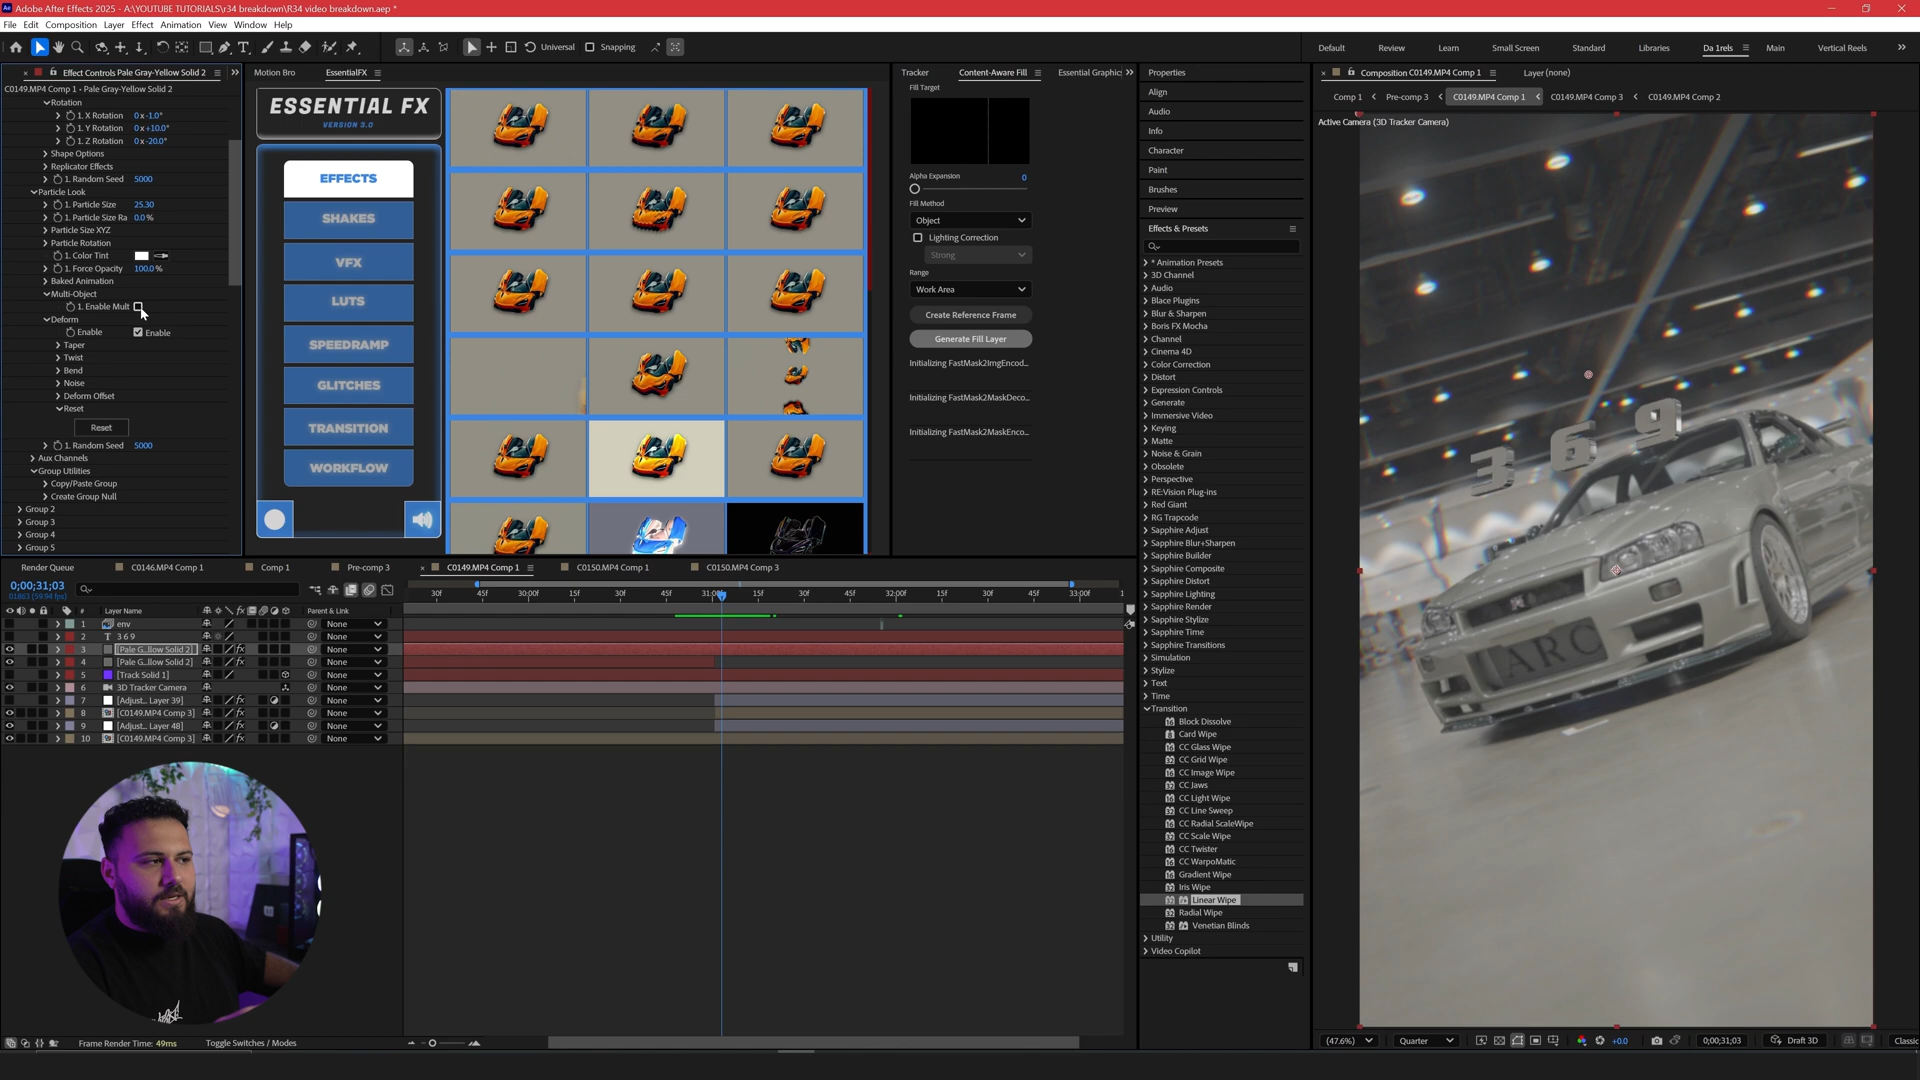 Adobe After Effects 2025 - A:\YOUTUBE TUTORIALS\r34 breakdown\R34 video breakdown.aep *
File Edit Composition Layer Effect Animation View Window Help
Universal Snapping
Default Review Learn Small Screen Standard Libraries Da 1rels Main Vertical Reels
Effect Controls Pale Gray-Yellow Solid 2
C0149.MP4 Comp 1 • Pale Gray-Yellow Solid 2
Rotation
1. X Rotation 0 x -1.0°
1. Y Rotation 0 x +10.0°
1. Z Rotation 0 x -20.0°
Shape Options
Replicator Effects
1. Random Seed 5000
Particle Look
1. Particle Size 25.30
1. Particle Size Ra 0.0 %
Particle Size XYZ
Particle Rotation
1. Color Tint
1. Force Opacity 100.0 %
Baked Animation
Multi-Object
1. Enable Mult
Deform
Enable Enable
Taper
Twist
Bend
Noise
Deform Offset
Reset
Reset
1. Random Seed 5000
Aux Channels
Group Utilities
Copy/Paste Group
Create Group Null
Group 2
Group 3
Group 4
Group 5
Motion Bro EssentialFX
ESSENTIAL FX
VERSION 3.0
EFFECTS
SHAKES
VFX
LUTS
SPEEDRAMP
GLITCHES
TRANSITION
WORKFLOW
Tracker Content-Aware Fill Essential Graphic
Fill Target
Alpha Expansion 0
Fill Method
Object
Lighting Correction
Strong
Range
Work Area
Create Reference Frame
Generate Fill Layer
Initializing FastMask2ImgEncod...
Initializing FastMask2MaskDeco...
Initializing FastMask2MaskEnco...
Properties
Align
Audio
Info
Character
Paint
Brushes
Preview
Effects & Presets
* Animation Presets
3D Channel
Audio
Blace Plugins
Blur & Sharpen
Boris FX Mocha
Channel
Cinema 4D
Color Correction
Distort
Expression Controls
Generate
Immersive Video
Keying
Matte
Noise & Grain
Obsolete
Perspective
RE:Vision Plug-ins
Red Giant
RG Trapcode
Sapphire Adjust
Sapphire Blur+Sharpen
Sapphire Builder
Sapphire Composite
Sapphire Distort
Sapphire Lighting
Sapphire Render
Sapphire Stylize
Sapphire Time
Sapphire Transitions
Simulation
Stylize
Text
Time
Transition
Block Dissolve
Card Wipe
CC Glass Wipe
CC Grid Wipe
CC Image Wipe
CC Jaws
CC Light Wipe
CC Line Sweep
CC Radial ScaleWipe
CC Scale Wipe
CC Twister
CC WarpoMatic
Gradient Wipe
Iris Wipe
Linear Wipe
Radial Wipe
Venetian Blinds
Utility
Video Copilot
Composition C0149.MP4 Comp 1 Layer (none)
Comp 1 Pre-comp 3 C0149.MP4 Comp 1 C0149.MP4 Comp 3 C0149.MP4 Comp 2
Active Camera (3D Tracker Camera)
3 6 9
ARC
(47.6%) Quarter +0.0 0;00;31;03 Draft 3D Classic
Render Queue C0146.MP4 Comp 1 Comp 1 Pre-comp 3 C0149.MP4 Comp 1 C0150.MP4 Comp 1 C0150.MP4 Comp 3
0;00;31;03
01863 (59.94 fps)
30f 45f 30:00f 15f 30f 45f 31:00f 15f 30f 45f 32:00f 15f 30f 45f 33:00f
# Layer Name Parent & Link
1 env None
2 T 3 6 9 None
3 [Pale G...llow Solid 2] None
4 [Pale G...llow Solid 2] None
5 [Track Solid 1] None
6 3D Tracker Camera None
7 [Adjust... Layer 39] None
8 [C0149.MP4 Comp 3] None
9 [Adjust... Layer 48] None
10 [C0149.MP4 Comp 3] None
Frame Render Time: 49ms Toggle Switches / Modes